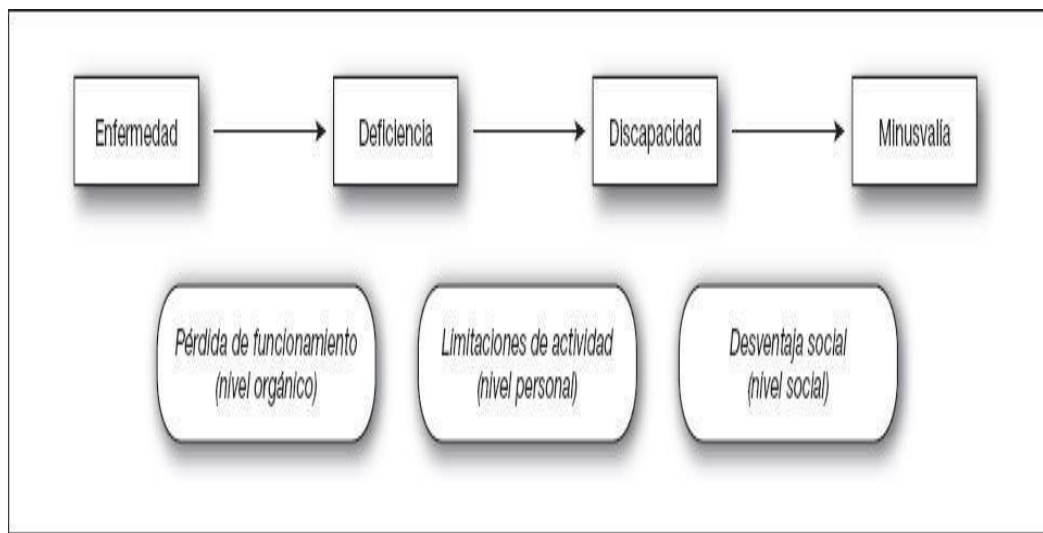 Enfermedad
Deficiencia
Discapacidad
Minusvalía
Pérdida de funcionamiento
(nivel orgánico)
Limitaciones de actividad
(nivel personal)
Desventaja social
(nivel social)